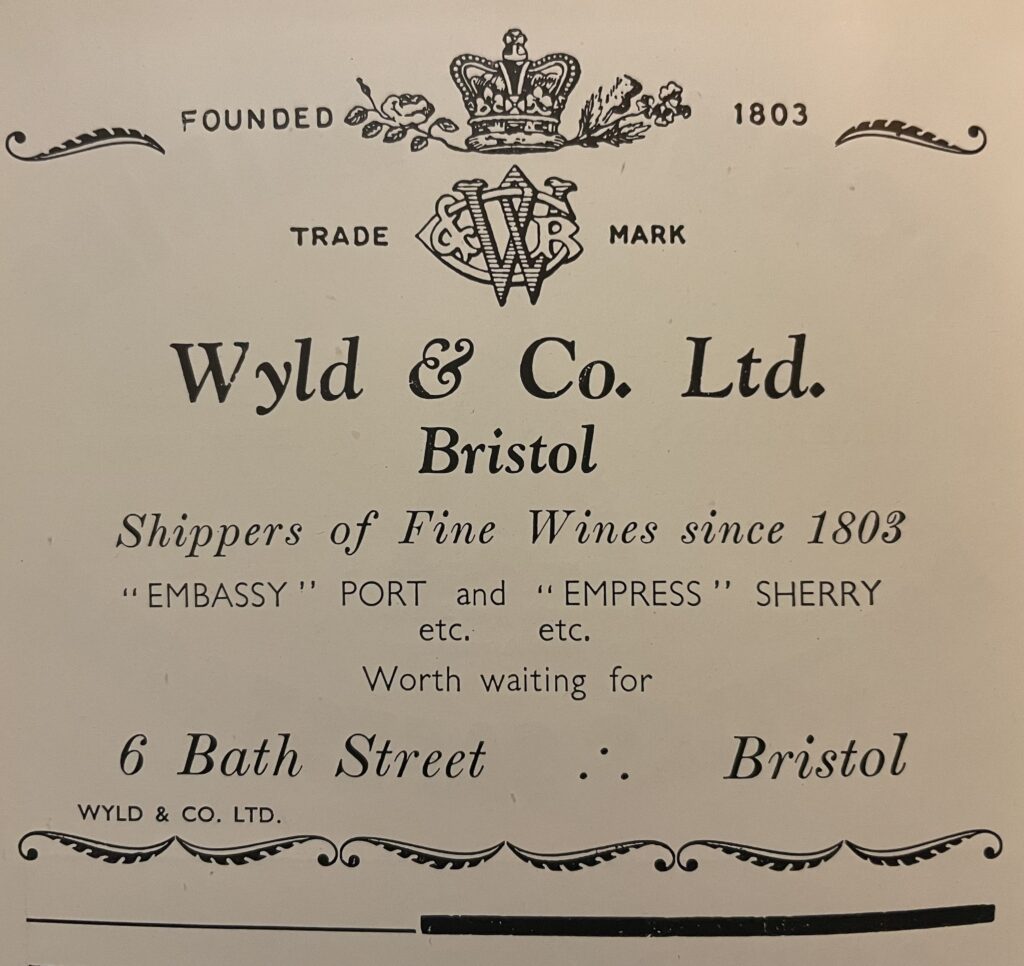 FOUNDED 1803
TRADE MARK
Wyld & Co. Ltd.
Bristol
Shippers of Fine Wines since 1803
“EMBASSY” PORT and “EMPRESS” SHERRY
etc. etc.
Worth waiting for
6 Bath Street ∴ Bristol
WYLD & CO. LTD.